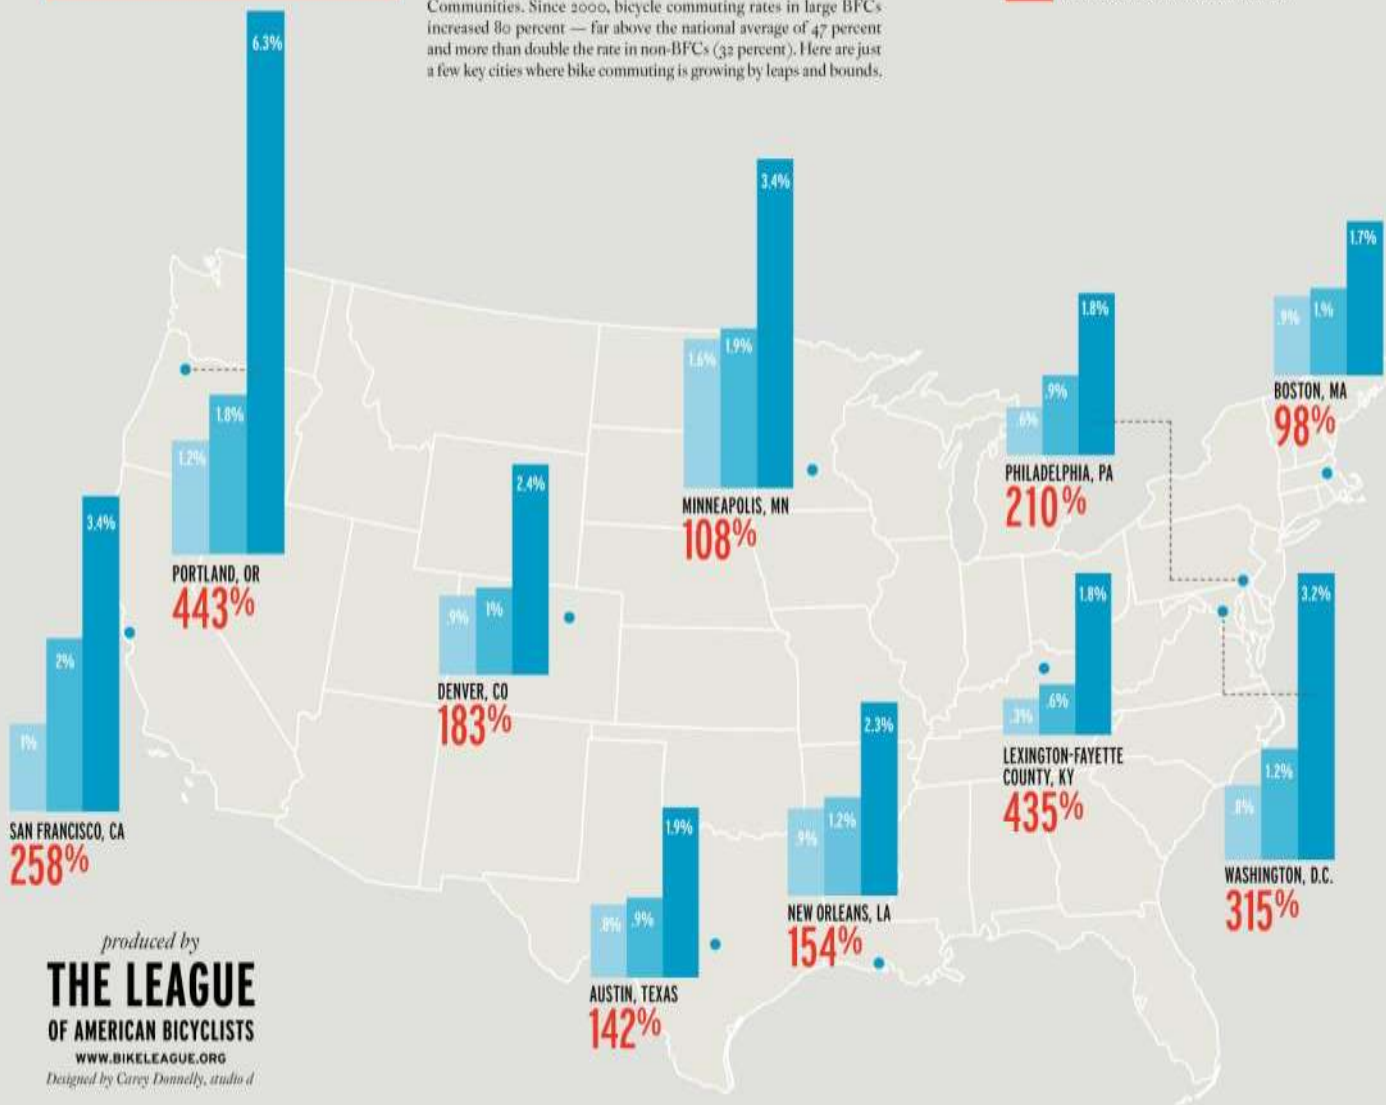 Communities. Since 2000, bicycle commuting rates in large BFCs
increased 80 percent — far above the national average of 47 percent
and more than double the rate in non-BFCs (32 percent). Here are just
a few key cities where bike commuting is growing by leaps and bounds.
6.3%
1.8%
1.2%
PORTLAND, OR
443%
3.4%
2%
1%
SAN FRANCISCO, CA
258%
2.4%
1%
.9%
DENVER, CO
183%
3.4%
1.9%
1.6%
MINNEAPOLIS, MN
108%
1.8%
.9%
.6%
PHILADELPHIA, PA
210%
1.7%
1.%
.9%
BOSTON, MA
98%
1.8%
.6%
.3%
LEXINGTON-FAYETTE
COUNTY, KY
435%
3.2%
1.2%
.8%
WASHINGTON, D.C.
315%
2.3%
1.2%
.9%
NEW ORLEANS, LA
154%
1.9%
.9%
.8%
AUSTIN, TEXAS
142%
produced by
THE LEAGUE
OF AMERICAN BICYCLISTS
WWW.BIKELEAGUE.ORG
Designed by Carey Donnelly, studio d